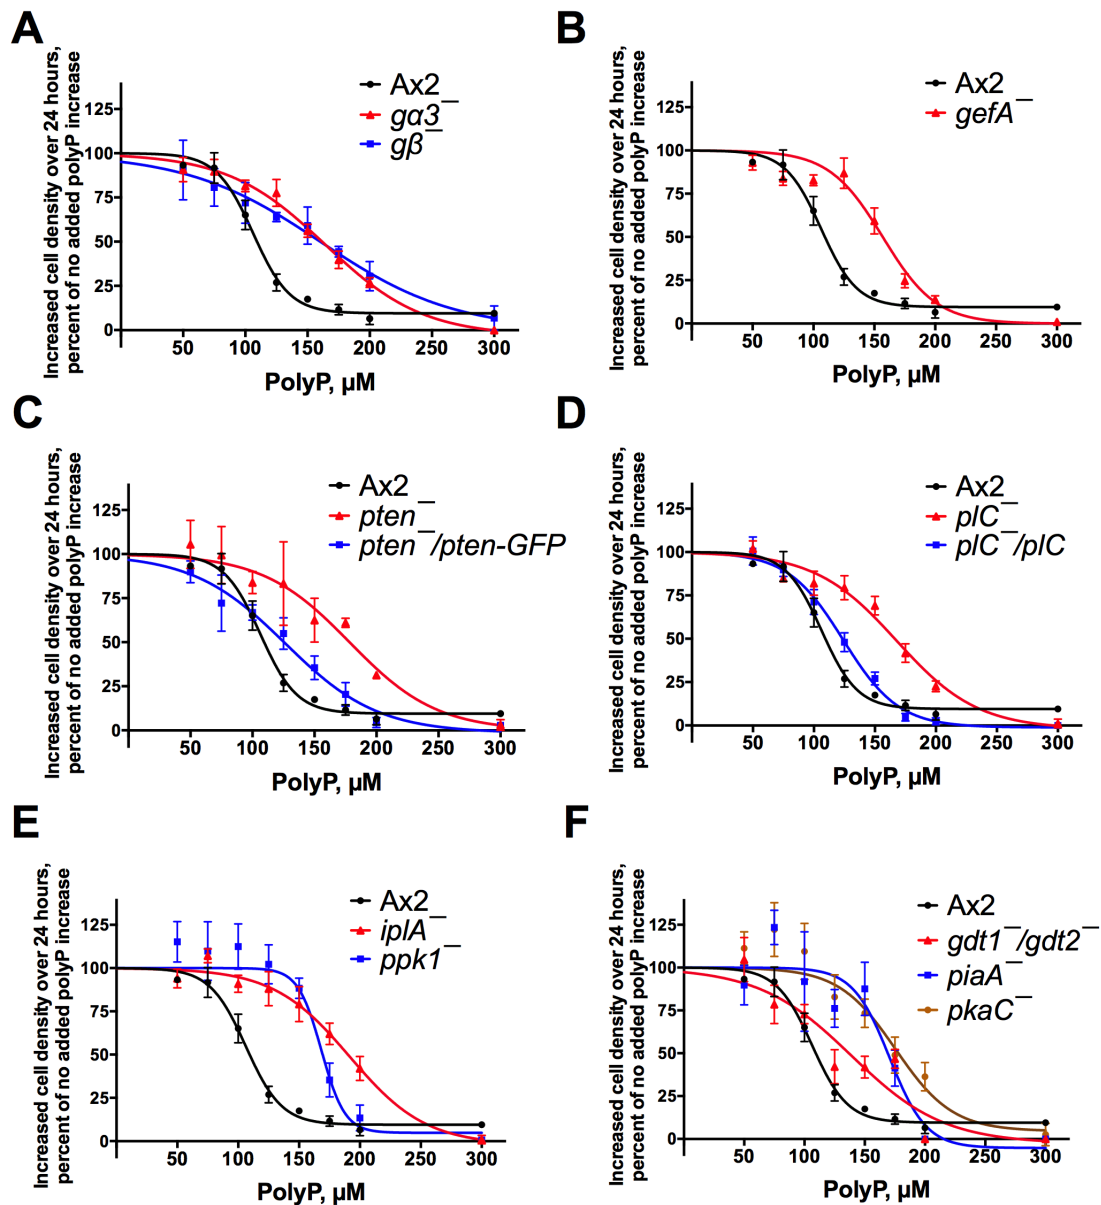 A
Increased cell density over 24 hours,
percent of no added polyP increase
Ax2
gα3—
gβ—
125
100
75
50
25
0
50 100 150 200 250 300
PolyP, µM
B
Increased cell density over 24 hours,
percent of no added polyP increase
Ax2
gefA—
125
100
75
50
25
0
50 100 150 200 250 300
PolyP, µM
C
Increased cell density over 24 hours,
percent of no added polyP increase
Ax2
pten—
pten—/pten-GFP
125
100
75
50
25
0
50 100 150 200 250 300
PolyP, µM
D
Increased cell density over 24 hours,
percent of no added polyP increase
Ax2
plC—
plC—/plC
125
100
75
50
25
0
50 100 150 200 250 300
PolyP, µM
E
Increased cell density over 24 hours,
percent of no added polyP increase
Ax2
iplA—
ppk1—
125
100
75
50
25
0
50 100 150 200 250 300
PolyP, µM
F
Increased cell density over 24 hours,
percent of no added polyP increase
Ax2
gdt1—/gdt2—
piaA—
pkaC—
125
100
75
50
25
0
50 100 150 200 250 300
PolyP, µM